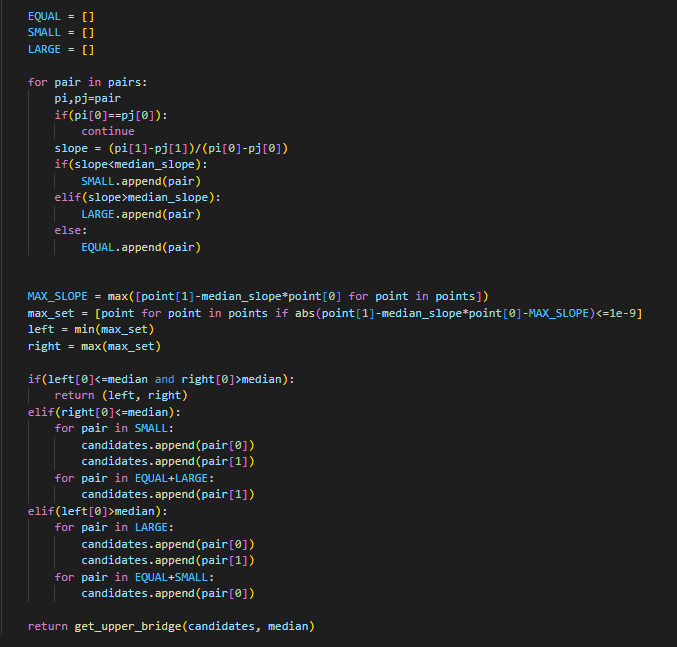 EQUAL = []
SMALL = []
LARGE = []
for pair in pairs:
    pi,pj=pair
    if(pi[0]==pj[0]):
        continue
    slope = (pi[1]-pj[1])/(pi[0]-pj[0])
    if(slope<median_slope):
        SMALL.append(pair)
    elif(slope>median_slope):
        LARGE.append(pair)
    else:
        EQUAL.append(pair)
MAX_SLOPE = max([point[1]-median_slope*point[0] for point in points])
max_set = [point for point in points if abs(point[1]-median_slope*point[0]-MAX_SLOPE)<=1e-9]
left = min(max_set)
right = max(max_set)
if(left[0]<=median and right[0]>median):
    return (left, right)
elif(right[0]<=median):
    for pair in SMALL:
        candidates.append(pair[0])
        candidates.append(pair[1])
    for pair in EQUAL+LARGE:
        candidates.append(pair[1])
elif(left[0]>median):
    for pair in LARGE:
        candidates.append(pair[0])
        candidates.append(pair[1])
    for pair in EQUAL+SMALL:
        candidates.append(pair[0])
return get_upper_bridge(candidates, median)